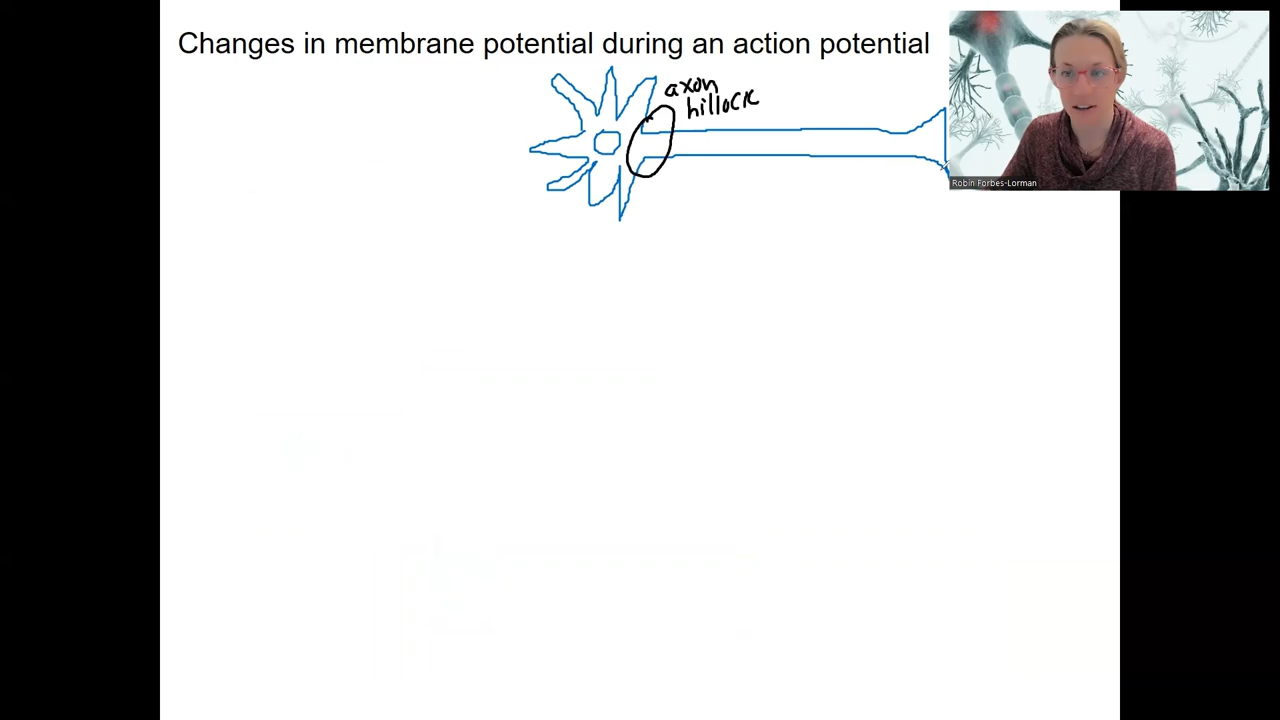 Changes in membrane potential during an action potential
axon
hillock
Robin Forbes-Lorman